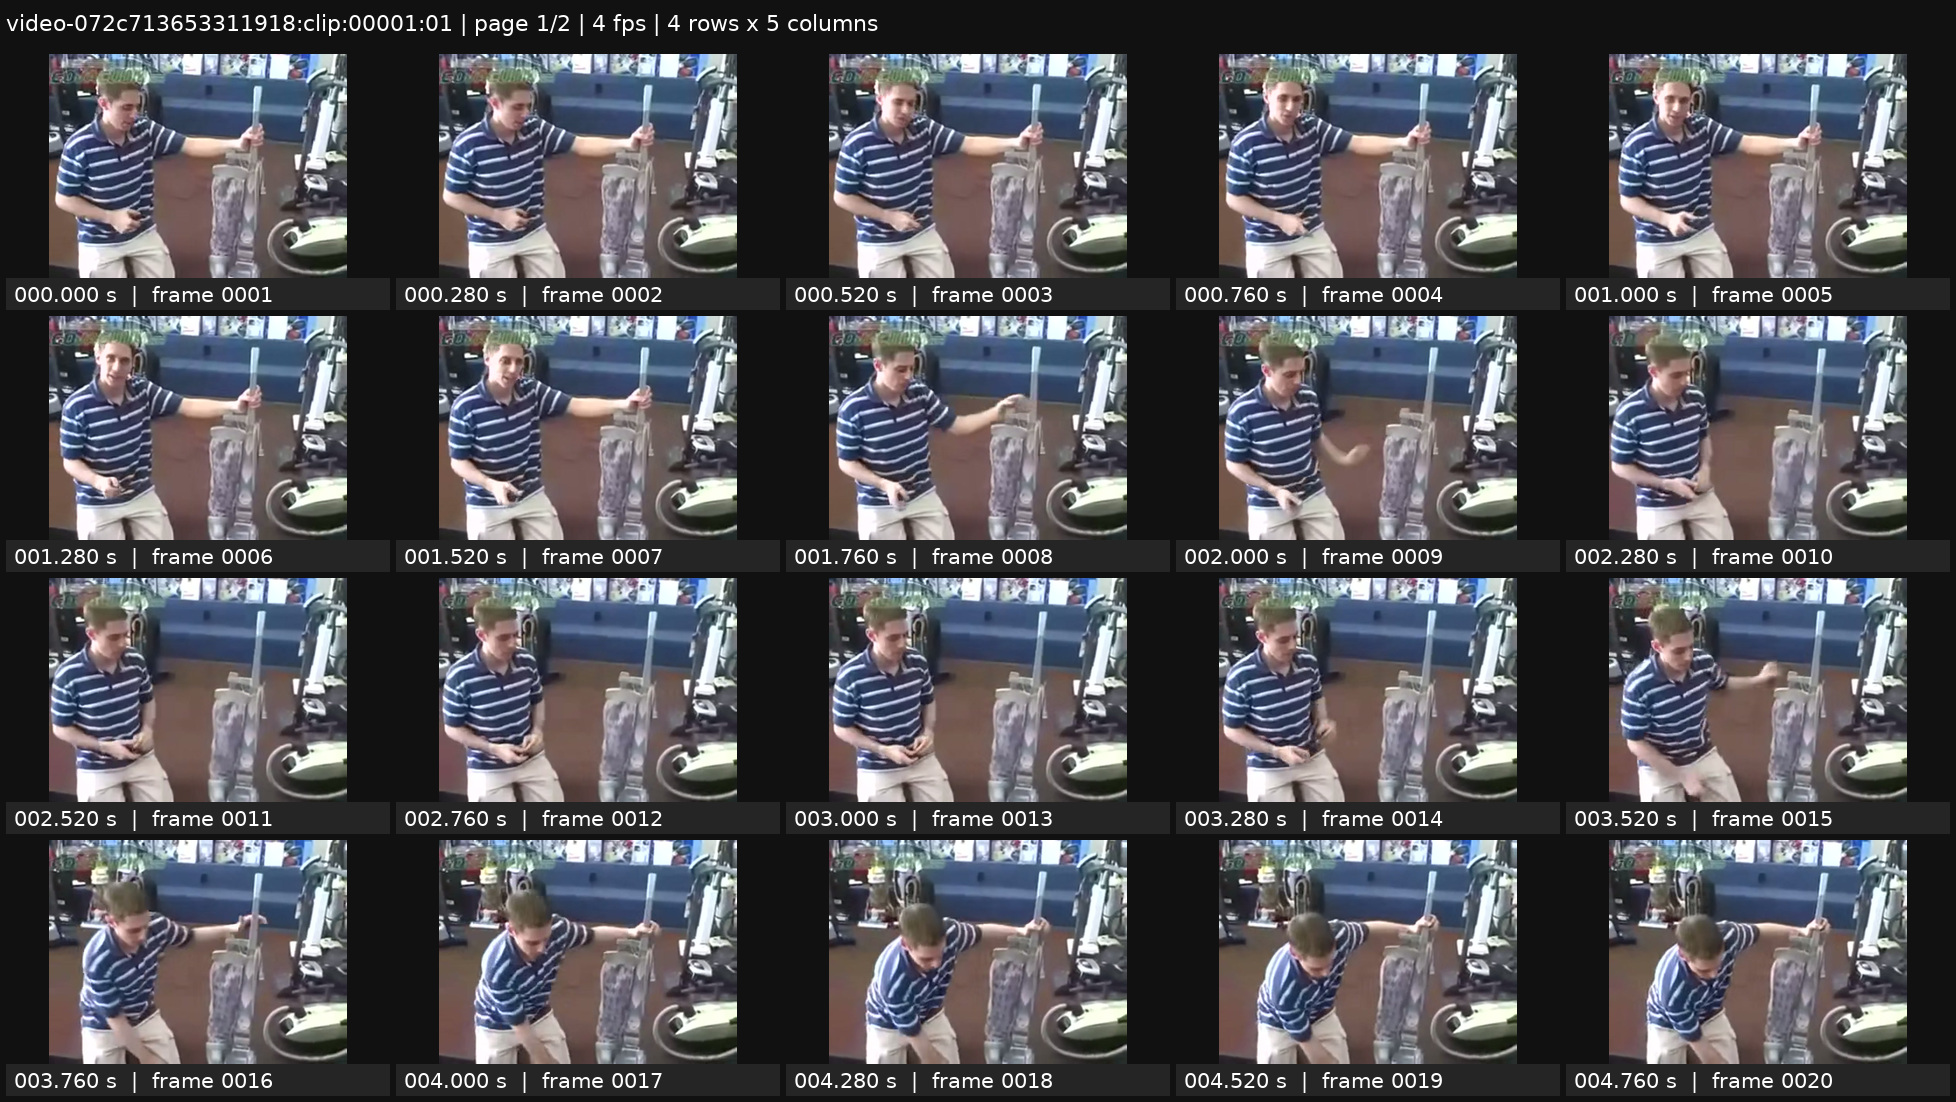 video-072c713653311918:clip:00001:01 | page 1/2 | 4 fps | 4 rows x 5 columns
000.000 s | frame 0001
000.280 s | frame 0002
000.520 s | frame 0003
000.760 s | frame 0004
001.000 s | frame 0005
001.280 s | frame 0006
001.520 s | frame 0007
001.760 s | frame 0008
002.000 s | frame 0009
002.280 s | frame 0010
002.520 s | frame 0011
002.760 s | frame 0012
003.000 s | frame 0013
003.280 s | frame 0014
003.520 s | frame 0015
003.760 s | frame 0016
004.000 s | frame 0017
004.280 s | frame 0018
004.520 s | frame 0019
004.760 s | frame 0020